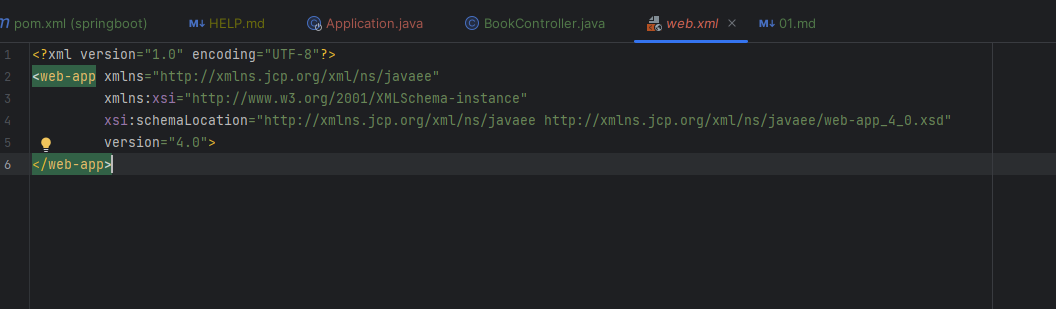 m pom.xml (springboot) M↓ HELP.md Application.java BookController.java web.xml × M↓ 01.md
1 <?xml version="1.0" encoding="UTF-8"?>
2 <web-app xmlns="http://xmlns.jcp.org/xml/ns/javaee"
3 xmlns:xsi="http://www.w3.org/2001/XMLSchema-instance"
4 xsi:schemaLocation="http://xmlns.jcp.org/xml/ns/javaee http://xmlns.jcp.org/xml/ns/javaee/web-app_4_0.xsd"
5 version="4.0">
6 </web-app>